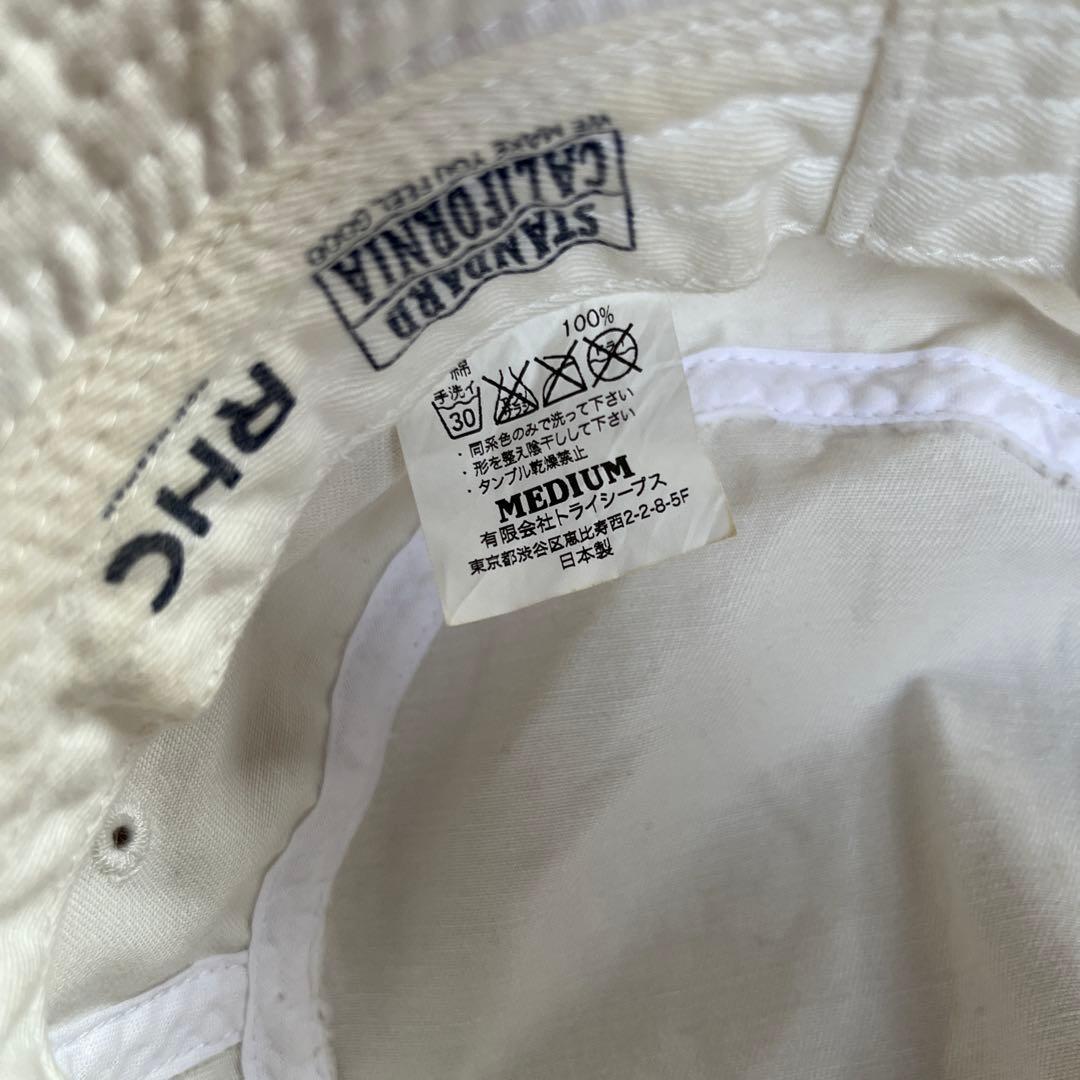 WE MAKE YOU FEEL GOOD
CALIFORNIA
STANDARD
RHC
100%
綿
手洗イ
30
ドライ
・同系色のみで洗って下さい
・形を整え陰干しして下さい
・タンブル乾燥禁止
MEDIUM
有限会社トライシープス
東京都渋谷区恵比寿西2-2-8-5F
日本製